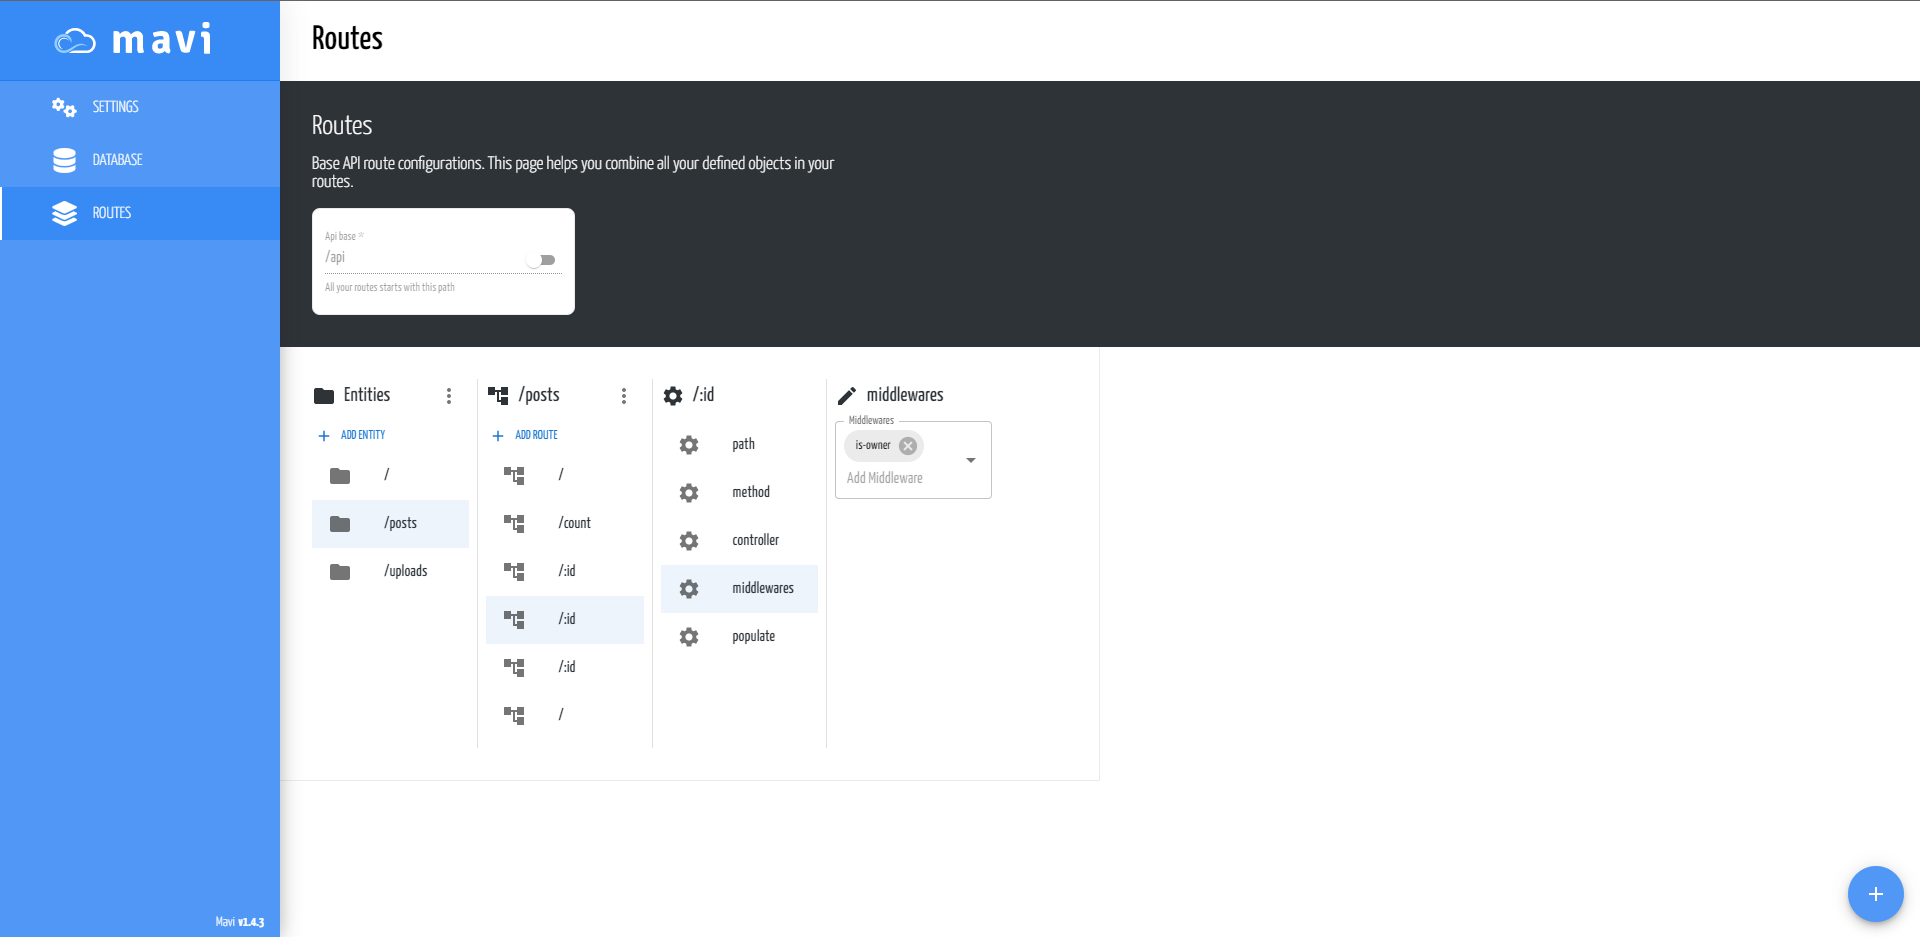 mavi
SETTINGS
DATABASE
ROUTES
Mavi v1.4.3
Routes
Routes
Base API route configurations. This page helps you combine all your defined objects in your
routes.
Api base *
/api
All your routes starts with this path
Entities
ADD ENTITY
/
/posts
/uploads
/posts
ADD ROUTE
/
/count
/:id
/:id
/:id
/
/:id
path
method
controller
middlewares
populate
middlewares
Middlewares
is-owner
Add Middleware